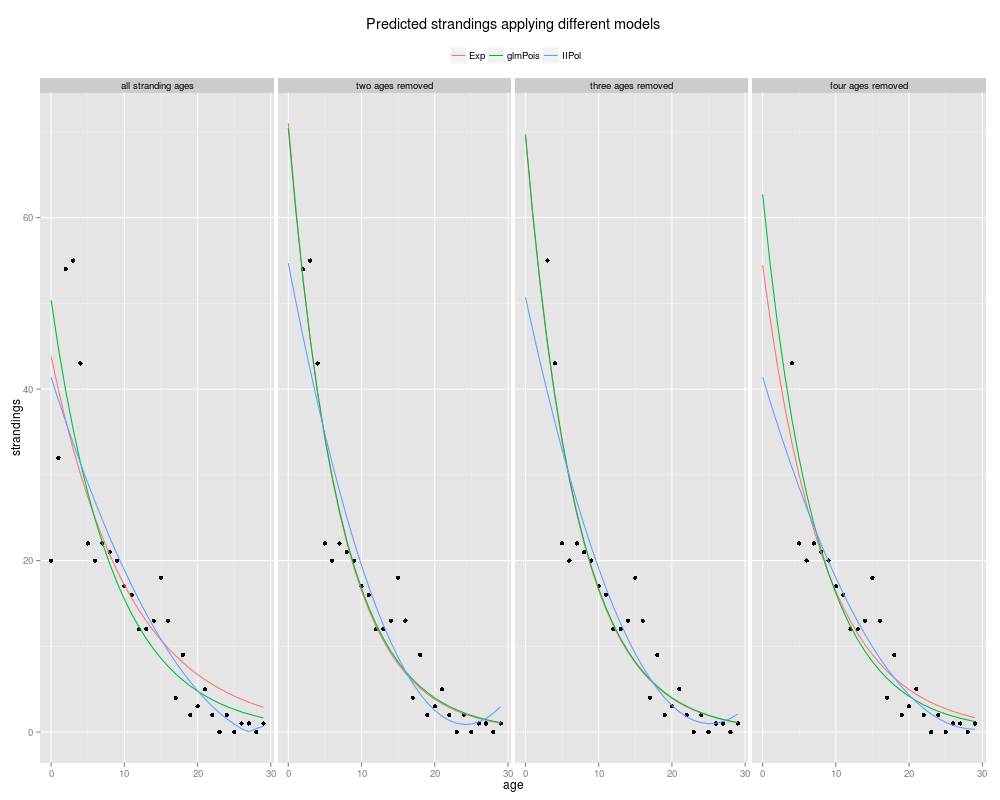 Predicted strandings applying different models
Exp glmPois IIPol
all stranding ages two ages removed three ages removed four ages removed
strandings
60
40
20
0
0 10 20 30 0 10 20 30 0 10 20 30 0 10 20 30
age